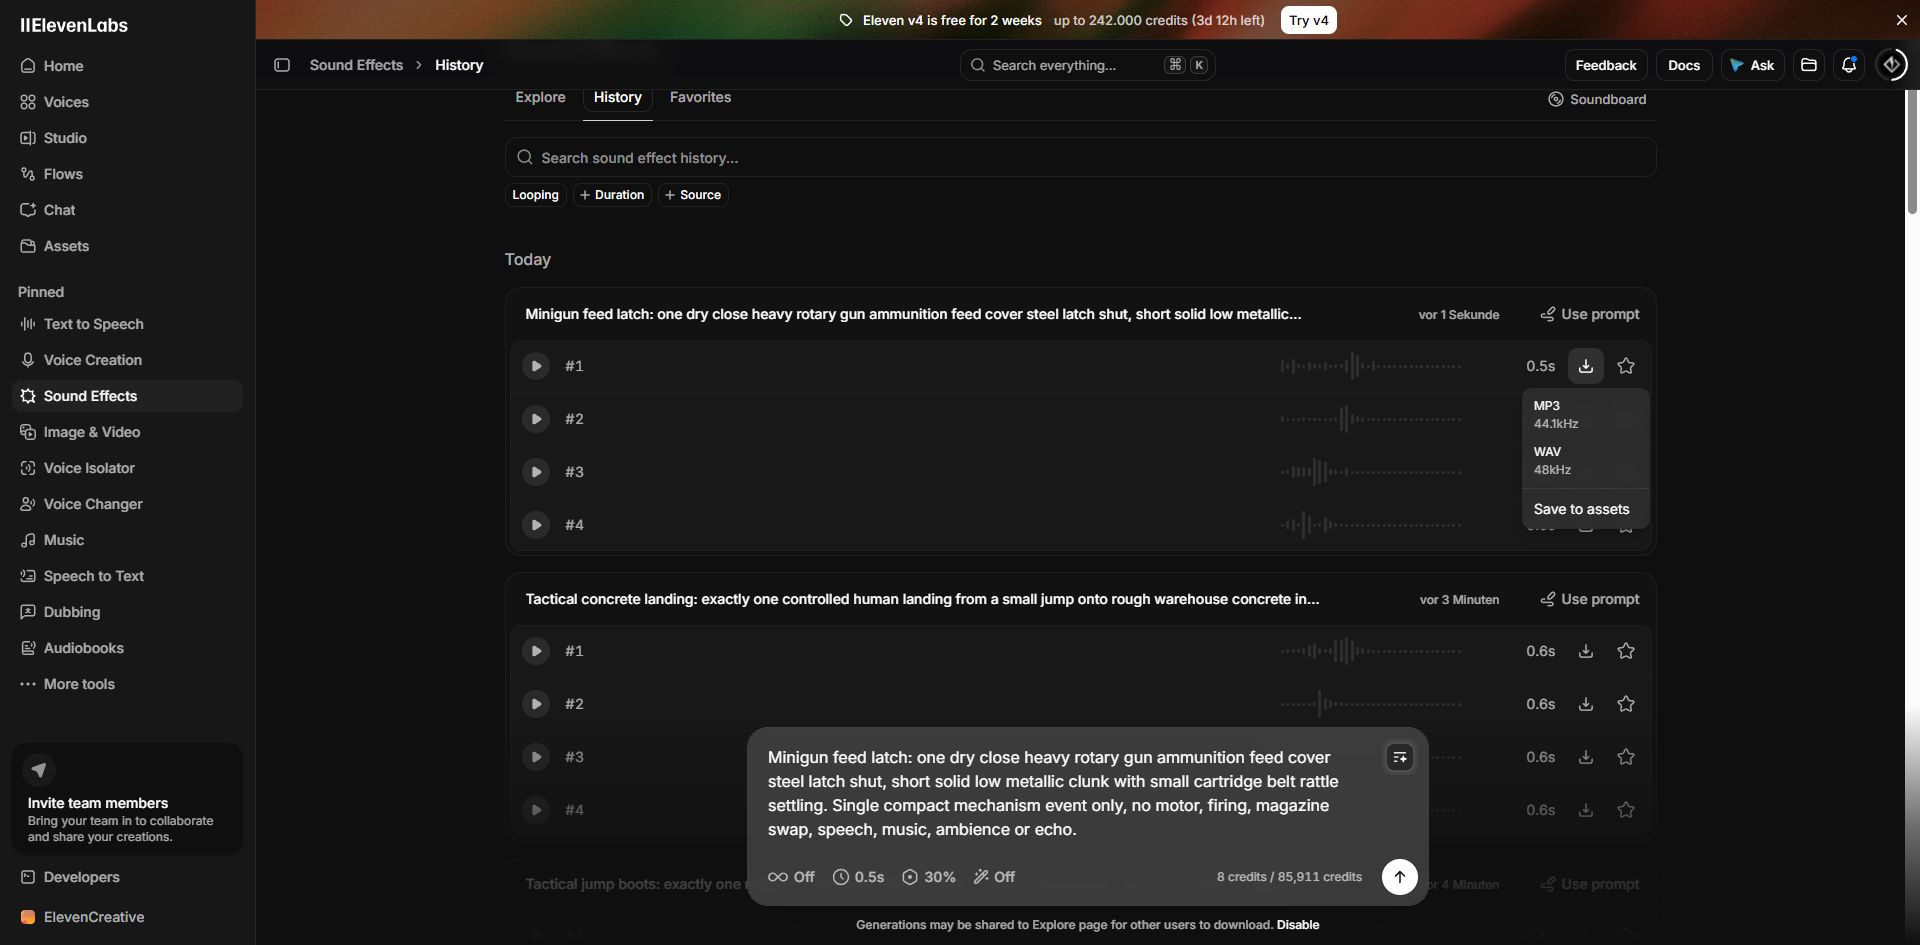 IIElevenLabs
Home
Voices
Studio
Flows
Chat
Assets
Pinned
Text to Speech
Voice Creation
Sound Effects
Image & Video
Voice Isolator
Voice Changer
Music
Speech to Text
Dubbing
Audiobooks
More tools
Invite team members
Bring your team in to collaborate
and share your creations.
Developers
ElevenCreative
Eleven v4 is free for 2 weeks up to 242.000 credits (3d 12h left) Try v4
Sound Effects > History
Search everything... ⌘ K
Feedback Docs Ask
Explore History Favorites Soundboard
Search sound effect history...
Looping + Duration + Source
Today
Minigun feed latch: one dry close heavy rotary gun ammunition feed cover steel latch shut, short solid low metallic... vor 1 Sekunde Use prompt
#1 0.5s
#2
#3
#4
MP3
44.1kHz
WAV
48kHz
Save to assets
Tactical concrete landing: exactly one controlled human landing from a small jump onto rough warehouse concrete in... vor 3 Minuten Use prompt
#1 0.6s
#2 0.6s
#3 0.6s
#4 0.6s
Tactical jump boots: exactly one vor 4 Minuten Use prompt
Minigun feed latch: one dry close heavy rotary gun ammunition feed cover
steel latch shut, short solid low metallic clunk with small cartridge belt rattle
settling. Single compact mechanism event only, no motor, firing, magazine
swap, speech, music, ambience or echo.
Off 0.5s 30% Off 8 credits / 85,911 credits
Generations may be shared to Explore page for other users to download. Disable